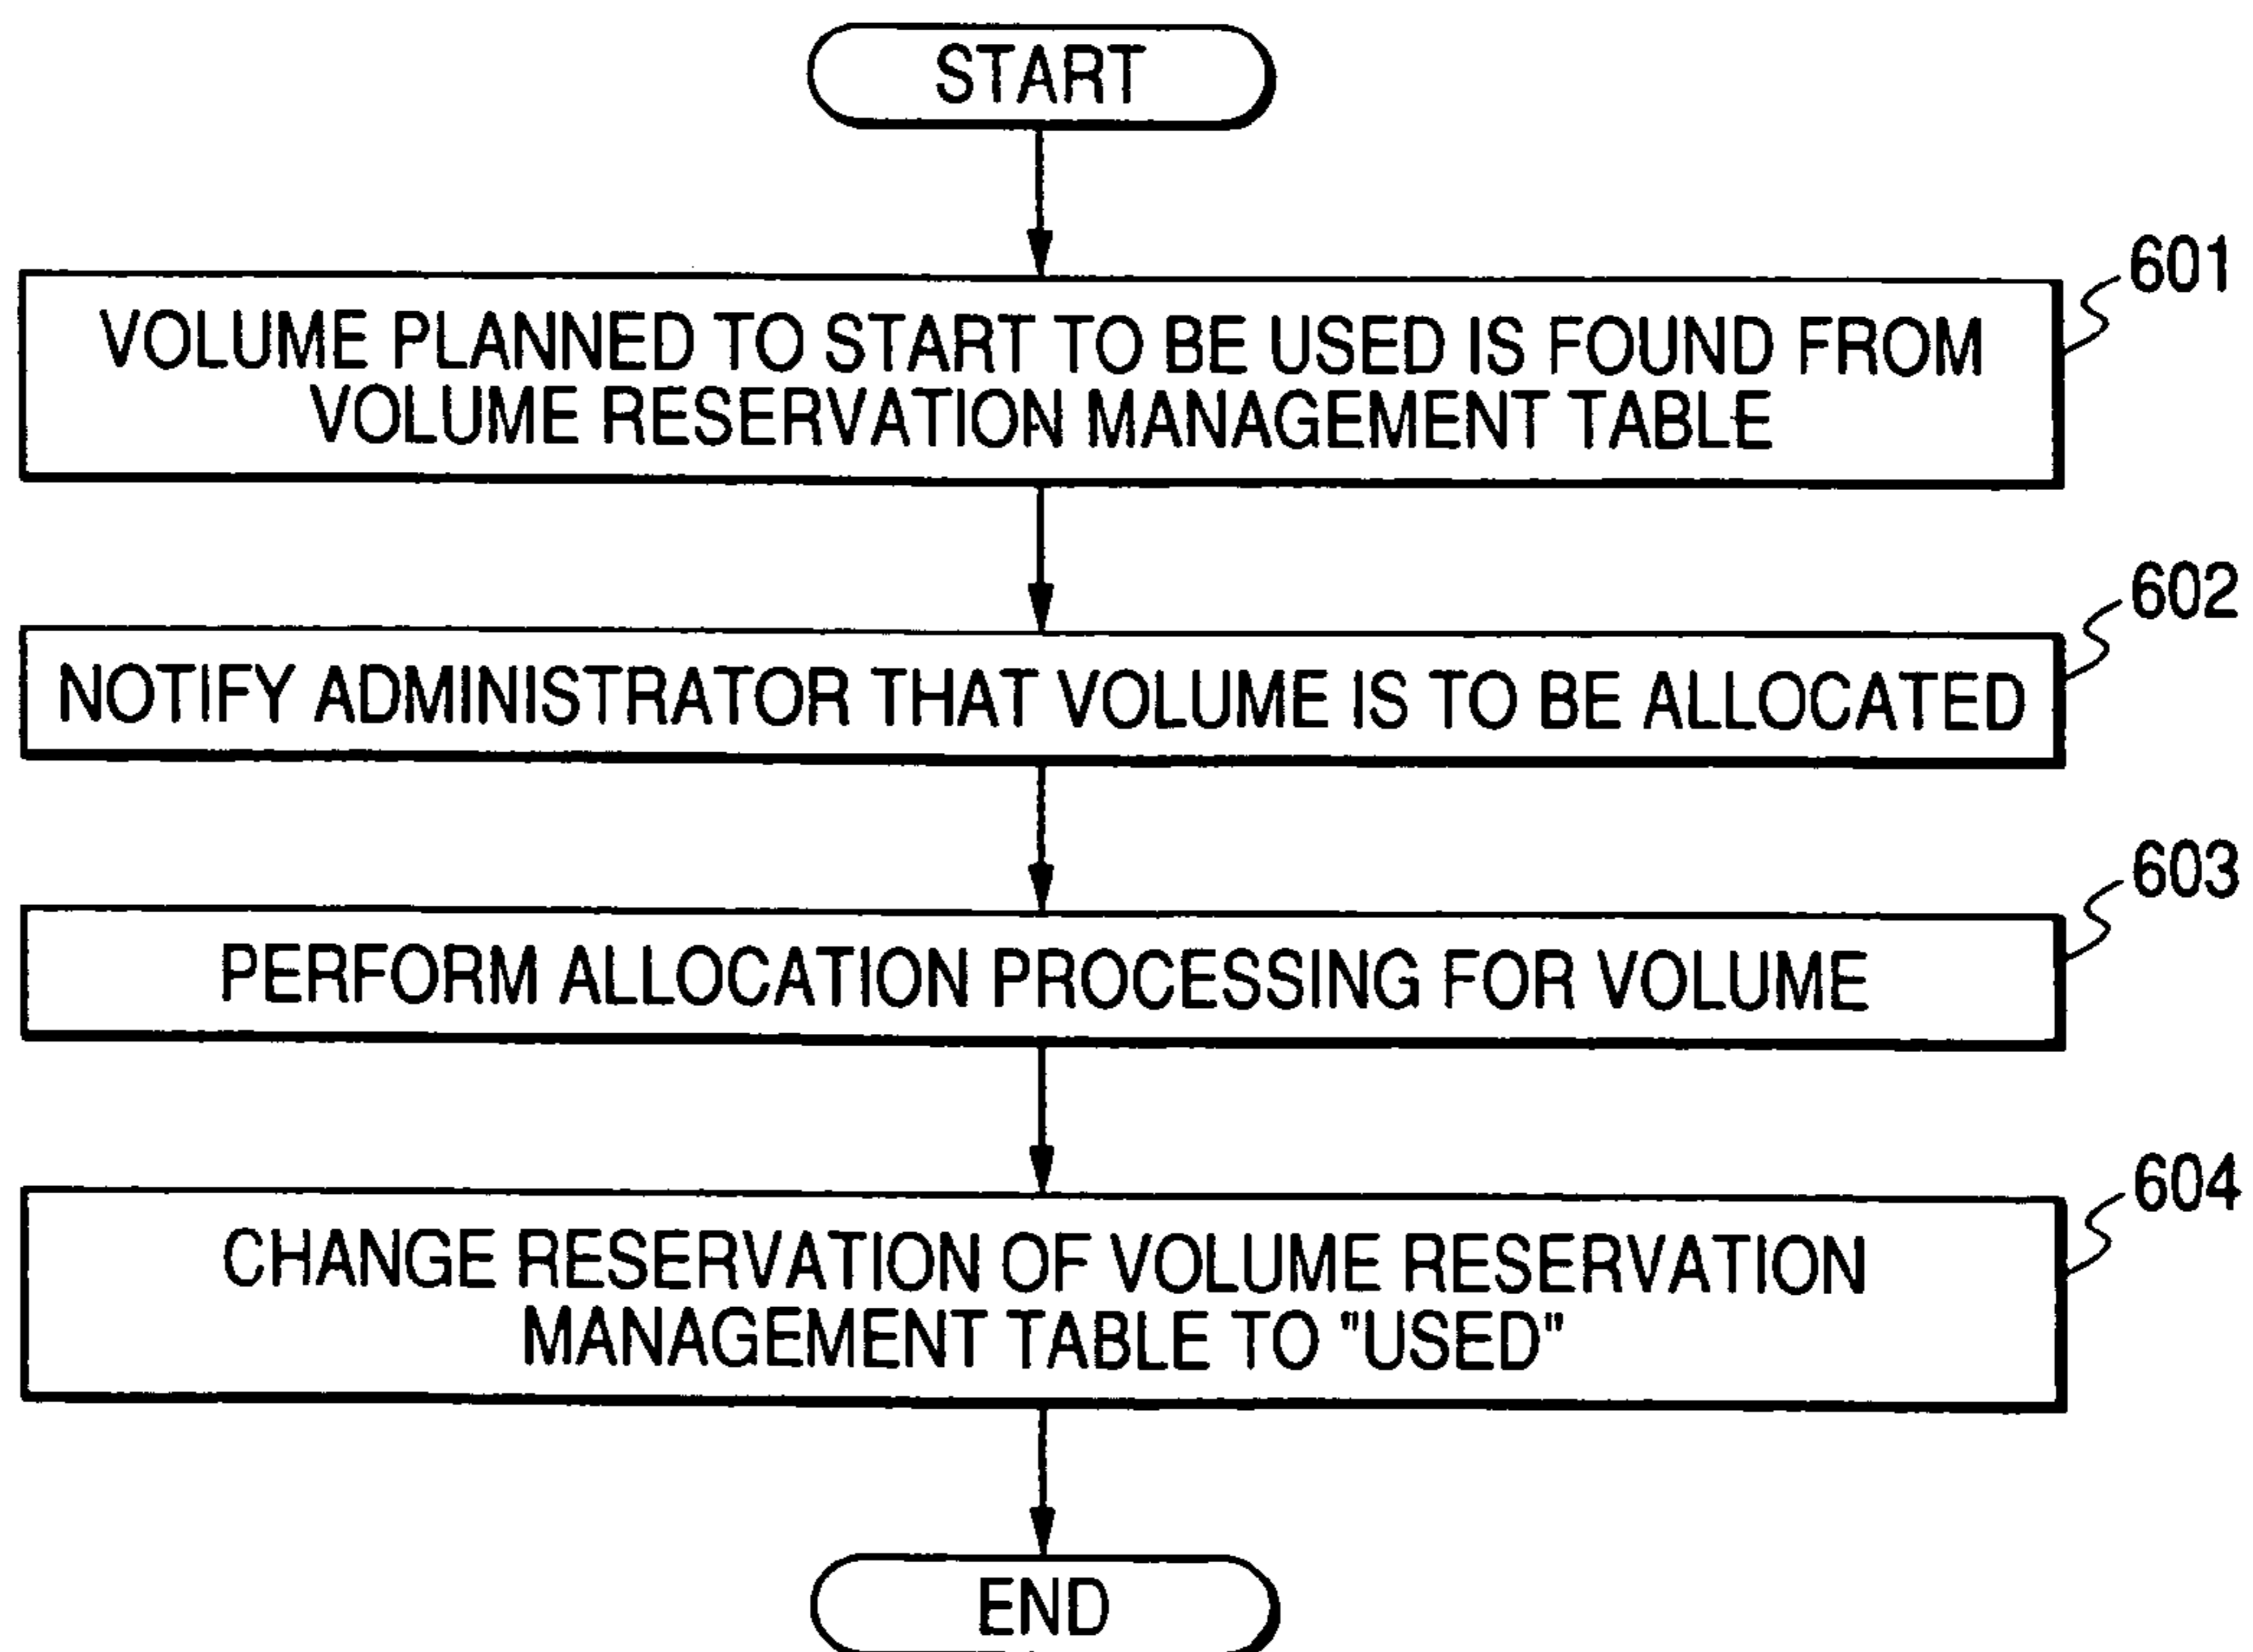 START
601
VOLUME PLANNED TO START TO BE USED IS FOUND FROM
VOLUME RESERVATION MANAGEMENT TABLE
602
NOTIFY ADMINISTRATOR THAT VOLUME IS TO BE ALLOCATED
603
PERFORM ALLOCATION PROCESSING FOR VOLUME
604
CHANGE RESERVATION OF VOLUME RESERVATION
MANAGEMENT TABLE TO "USED"
END